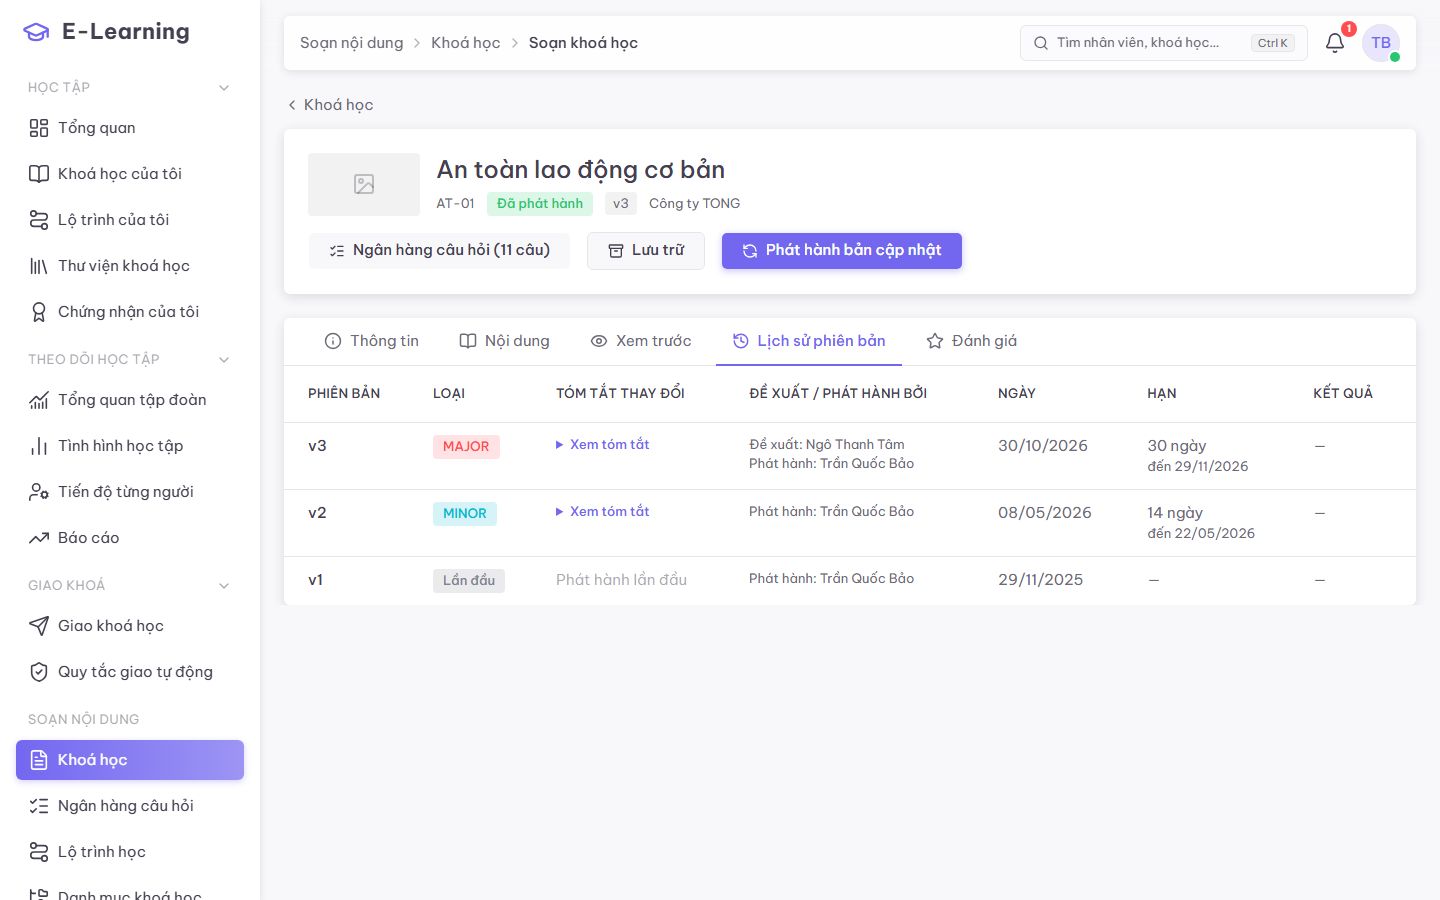 E-Learning
HỌC TẬP
Tổng quan
Khoá học của tôi
Lộ trình của tôi
Thư viện khoá học
Chứng nhận của tôi
THEO DÕI HỌC TẬP
Tổng quan tập đoàn
Tình hình học tập
Tiến độ từng người
Báo cáo
GIAO KHOÁ
Giao khoá học
Quy tắc giao tự động
SOẠN NỘI DUNG
Khoá học
Ngân hàng câu hỏi
Lộ trình học
Danh mục khoá học
Soạn nội dung > Khoá học > Soạn khoá học
Tìm nhân viên, khoá học... Ctrl K
1
TB
Khoá học
An toàn lao động cơ bản
AT-01 Đã phát hành v3 Công ty TONG
Ngân hàng câu hỏi (11 câu) Lưu trữ Phát hành bản cập nhật
Thông tin Nội dung Xem trước Lịch sử phiên bản Đánh giá
PHIÊN BẢN LOẠI TÓM TẮT THAY ĐỔI ĐỀ XUẤT / PHÁT HÀNH BỞI NGÀY HẠN KẾT QUẢ
v3 MAJOR Xem tóm tắt Đề xuất: Ngô Thanh Tâm 30/10/2026 30 ngày —
Phát hành: Trần Quốc Bảo đến 29/11/2026
v2 MINOR Xem tóm tắt Phát hành: Trần Quốc Bảo 08/05/2026 14 ngày —
đến 22/05/2026
v1 Lần đầu Phát hành lần đầu Phát hành: Trần Quốc Bảo 29/11/2025 — —